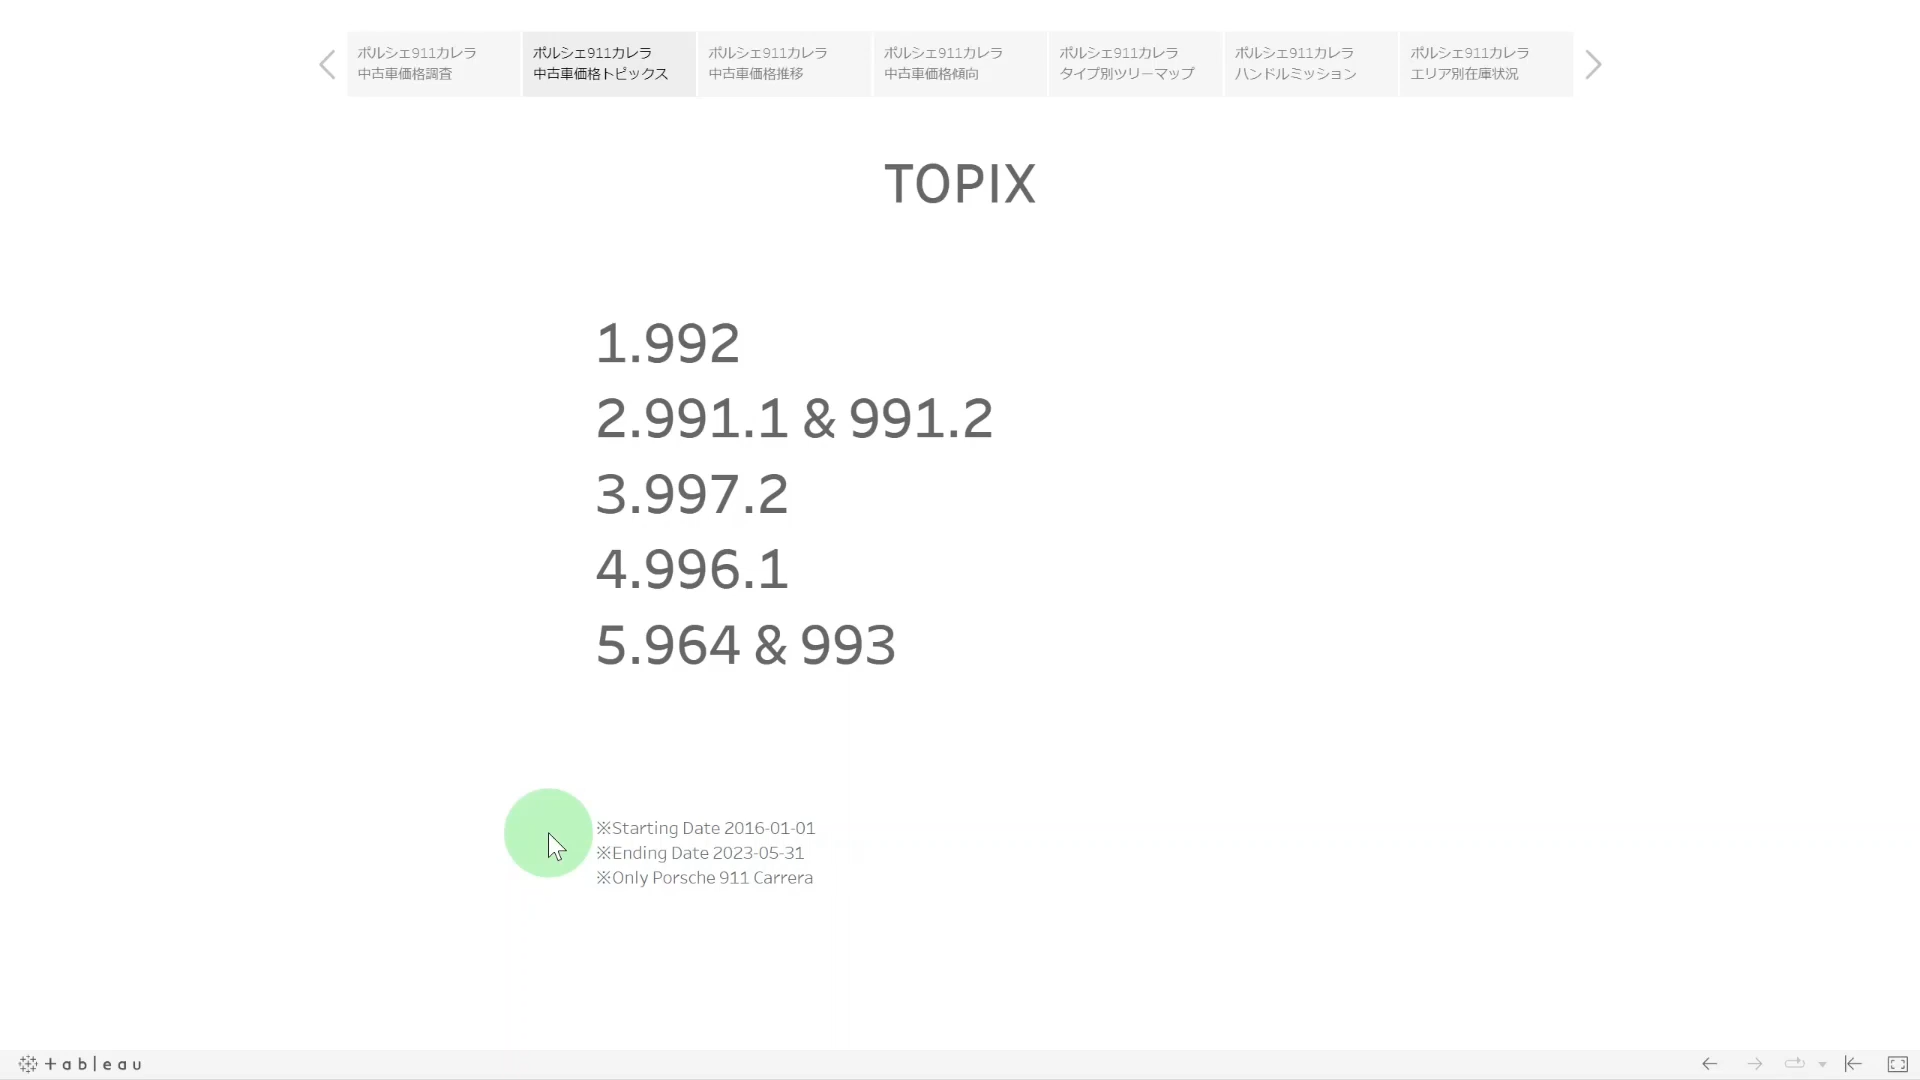 ポルシェ911カレラ
中古車価格調査
ポルシェ911カレラ
中古車価格トピックス
ポルシェ911カレラ
中古車価格推移
ポルシェ911カレラ
中古車価格傾向
ポルシェ911カレラ
タイプ別ツリーマップ
ポルシェ911カレラ
ハンドルミッション
ポルシェ911カレラ
エリア別在庫状況
TOPIX
1.992
2.991.1 & 991.2
3.997.2
4.996.1
5.964 & 993
※Starting Date 2016-01-01
※Ending Date 2023-05-31
※Only Porsche 911 Carrera
+ableau